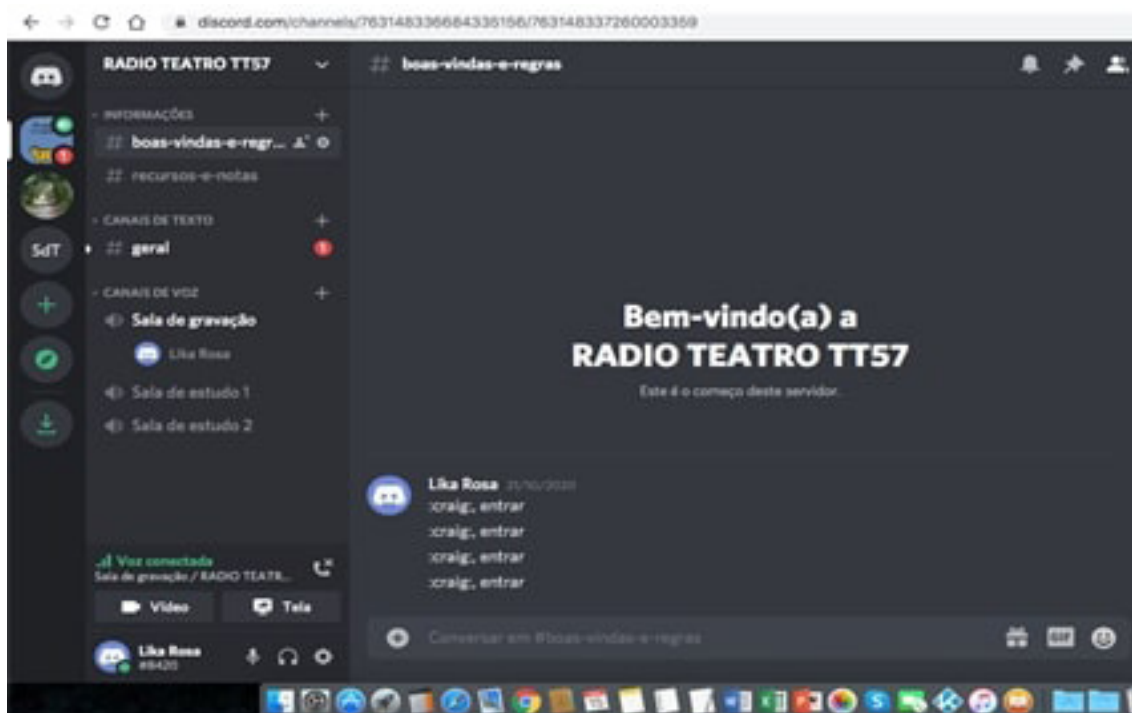 discord.com/channels/763148336684335156/763148337260003359
RADIO TEATRO TT57
boas-vindas-e-regras
INFORMAÇÕES
# boas-vindas-e-regr...
# recursos-e-notas
CANAIS DE TEXTO
SdT
# geral
1
CANAIS DE VOZ
Sala de gravação
Lika Rosa
Sala de estudo 1
Sala de estudo 2
Bem-vindo(a) a
RADIO TEATRO TT57
Este é o começo deste servidor.
Lika Rosa
:craig:, entrar
:craig:, entrar
:craig:, entrar
:craig:, entrar
Voz conectada
Sala de gravação / RADIO TEATR...
Vídeo Tela
Lika Rosa
#8420
Conversar em #boas-vindas-e-regras
GIF